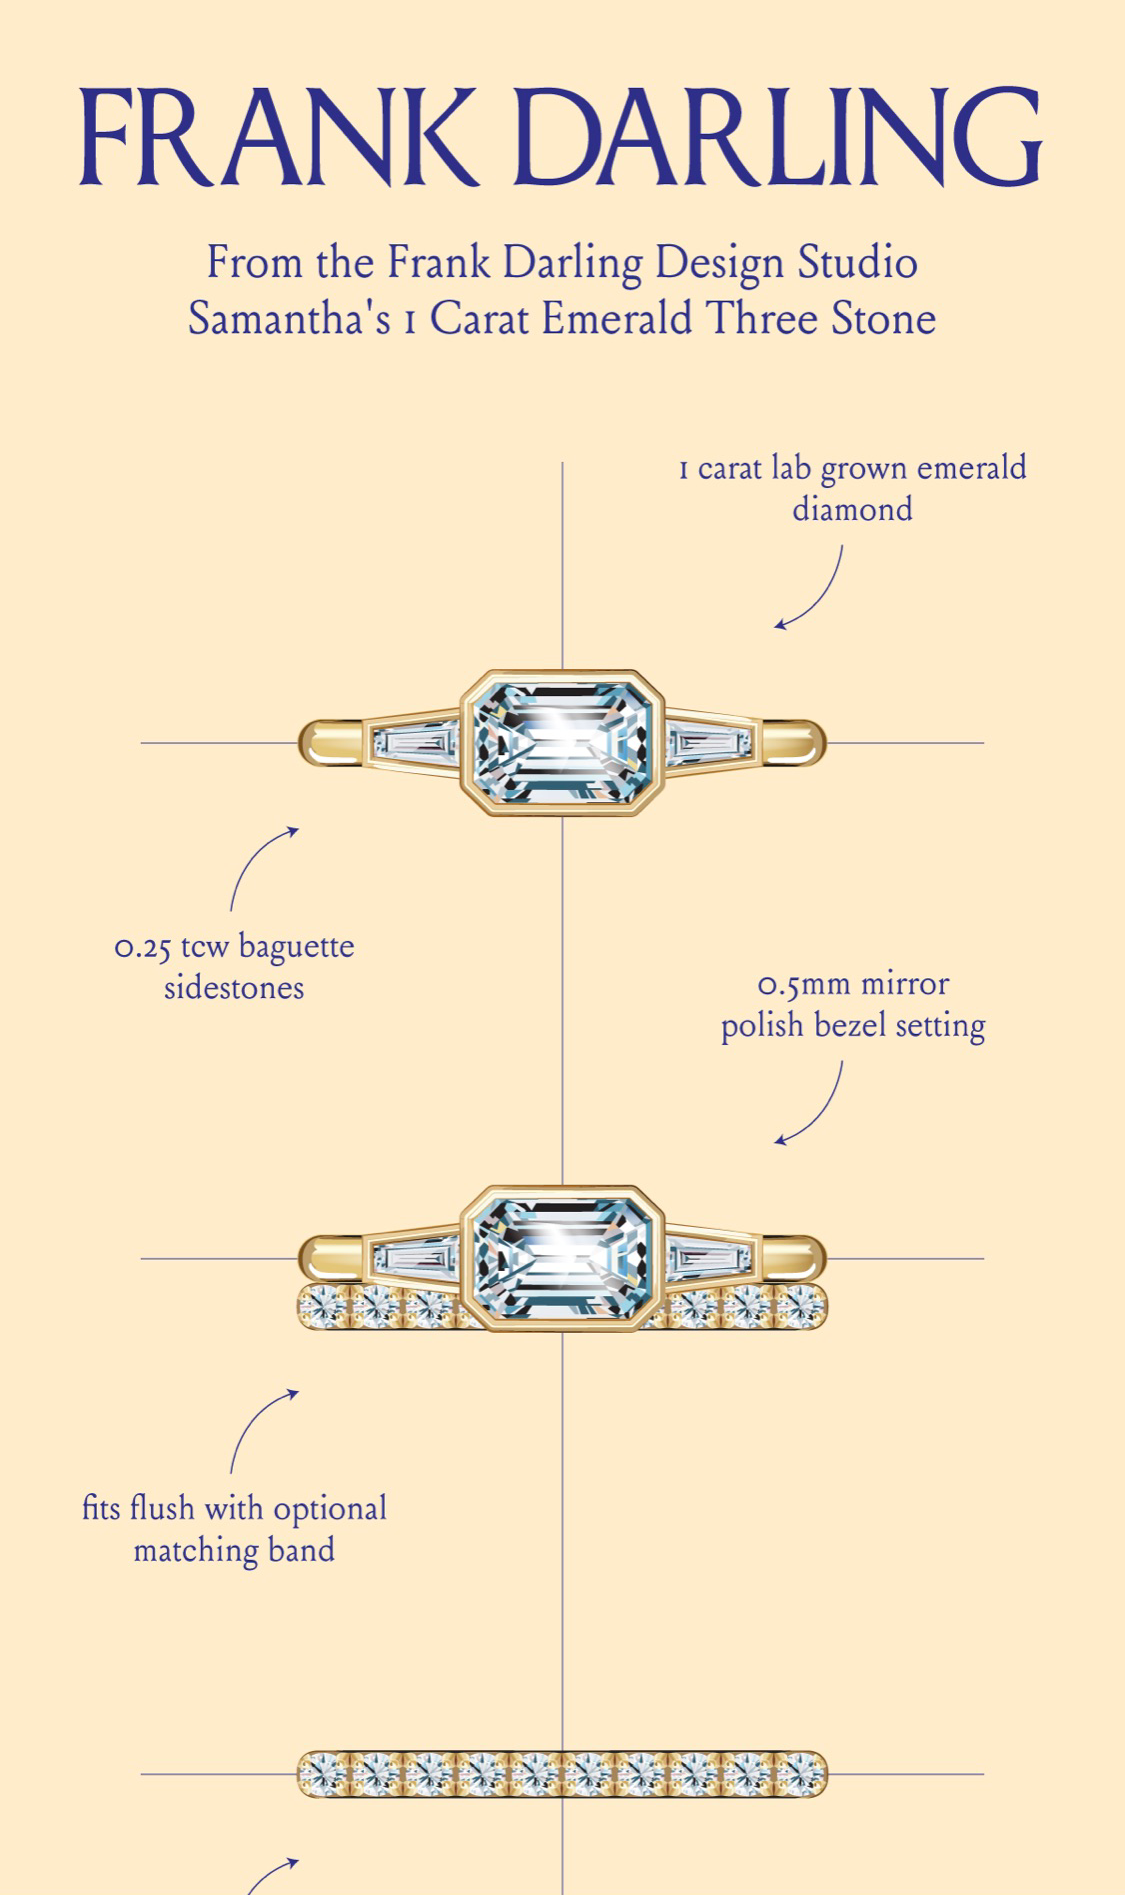 FRANK DARLING
From the Frank Darling Design Studio
Samantha's 1 Carat Emerald Three Stone
1 carat lab grown emerald
diamond
0.25 tcw baguette
sidestones
0.5mm mirror
polish bezel setting
fits flush with optional
matching band